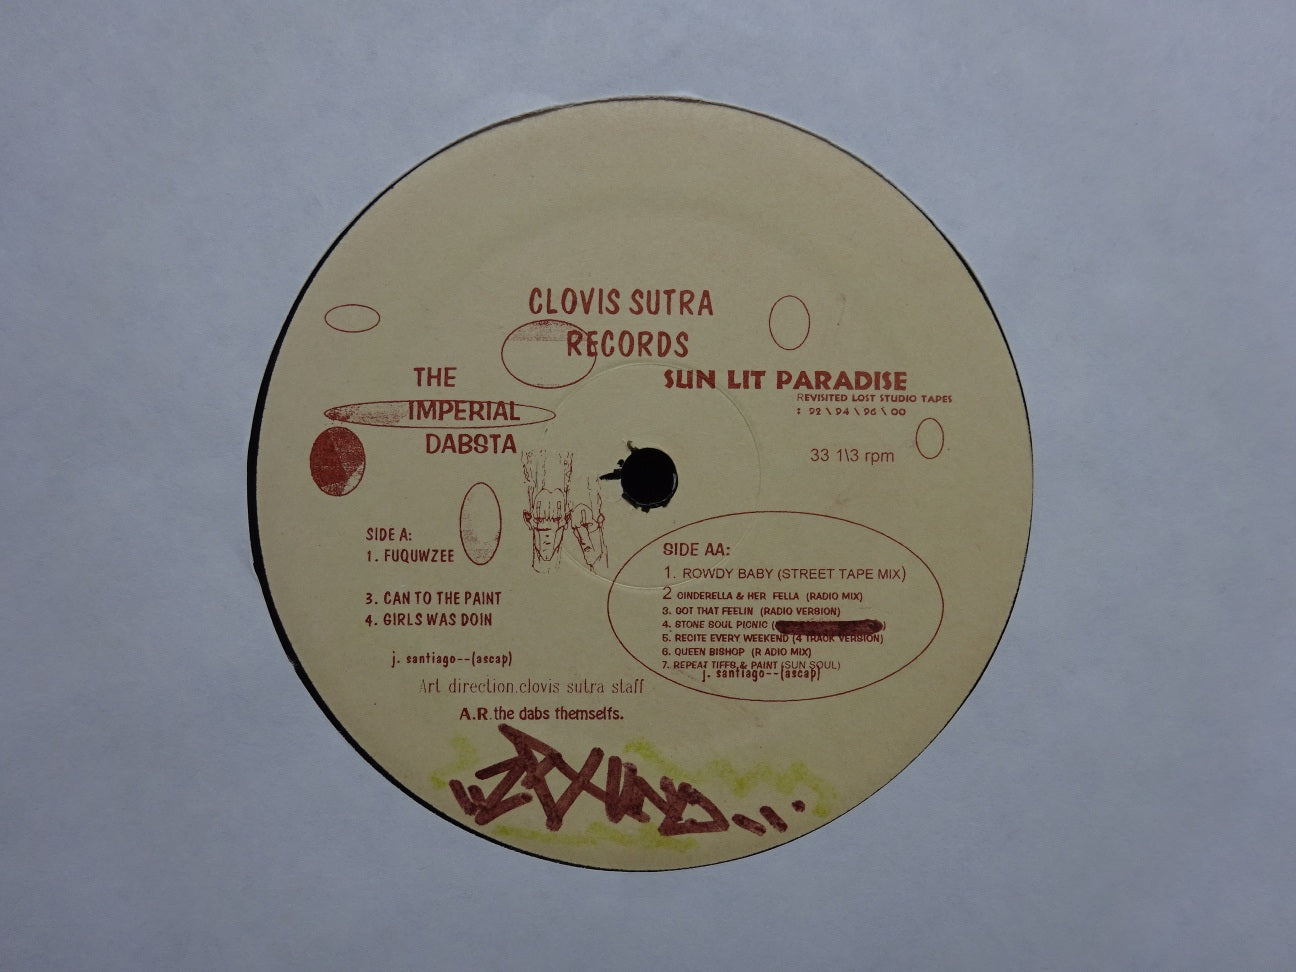 CLOVIS SUTRA
RECORDS
THE
IMPERIAL
DABSTA
SUN LIT PARADISE
REVISITED LOST STUDIO TAPES
: 92 \ 94 \ 96 \ 00
33 1\3 rpm
SIDE A:
1. FUQUWZEE
3. CAN TO THE PAINT
4. GIRLS WAS DOIN
j. santiago--(ascap)
Art direction.clovis sutra staff
A.R.the dabs themselfs.
SIDE AA:
1. ROWDY BABY (STREET TAPE MIX)
2 CINDERELLA & HER FELLA (RADIO MIX)
3. GOT THAT FEELIN (RADIO VERSION)
4. STONE SOUL PICNIC ( )
5. RECITE EVERY WEEKEND (4 TRACK VERSION)
6. QUEEN BISHOP (R ADIO MIX)
7. REPEAT TIFFS & PAINT (SUN SOUL)
j. santiago--(ascap)